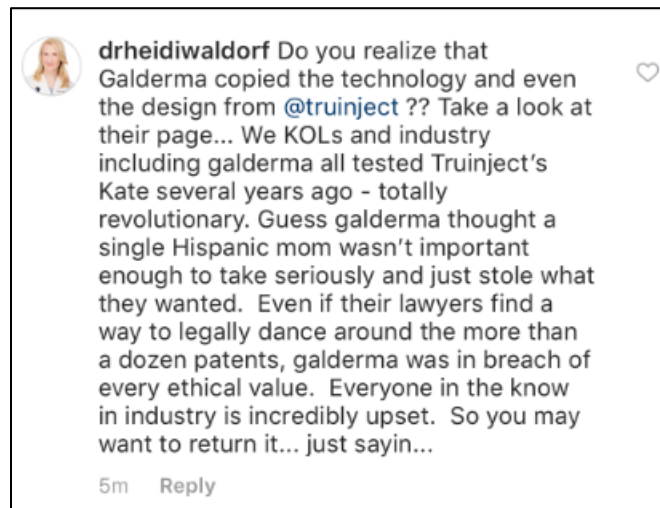 drheidiwaldorf Do you realize that
Galderma copied the technology and even
the design from @truinject ?? Take a look at
their page... We KOLs and industry
including galderma all tested Truinject's
Kate several years ago - totally
revolutionary. Guess galderma thought a
single Hispanic mom wasn't important
enough to take seriously and just stole what
they wanted.  Even if their lawyers find a
way to legally dance around the more than
a dozen patents, galderma was in breach of
every ethical value.  Everyone in the know
in industry is incredibly upset.  So you may
want to return it... just sayin...
5m Reply